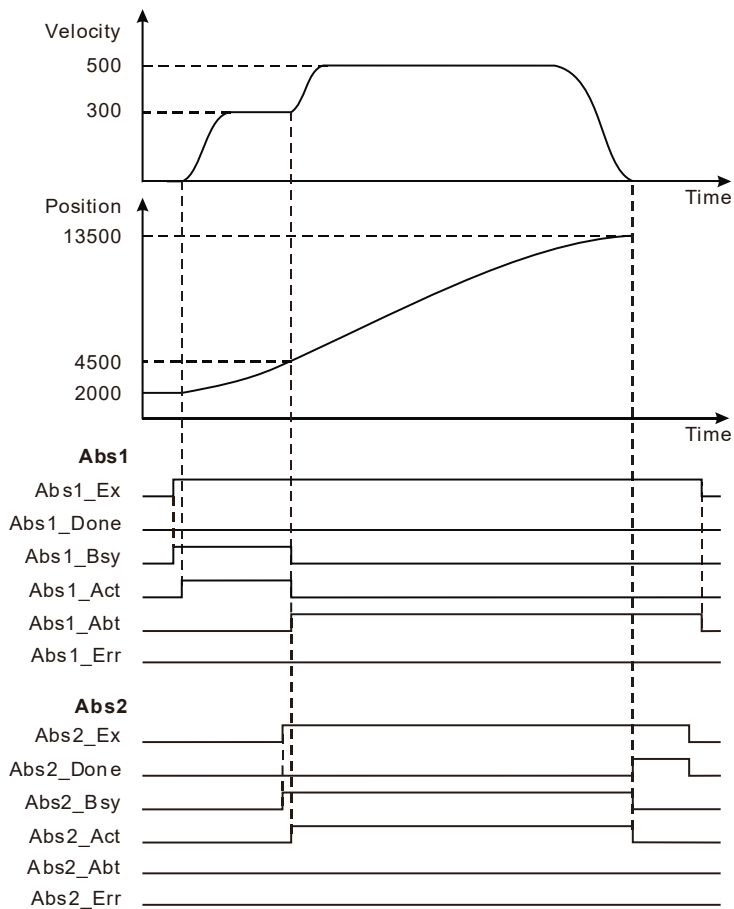 Velocity
500
300
Time
Position
13500
4500
2000
Time
Abs1
Abs1_Ex
Abs1_Done
Abs1_Bsy
Abs1_Act
Abs1_Abt
Abs1_Err
Abs2
Abs2_Ex
Abs2_Done
Abs2_Bsy
Abs2_Act
Abs2_Abt
Abs2_Err